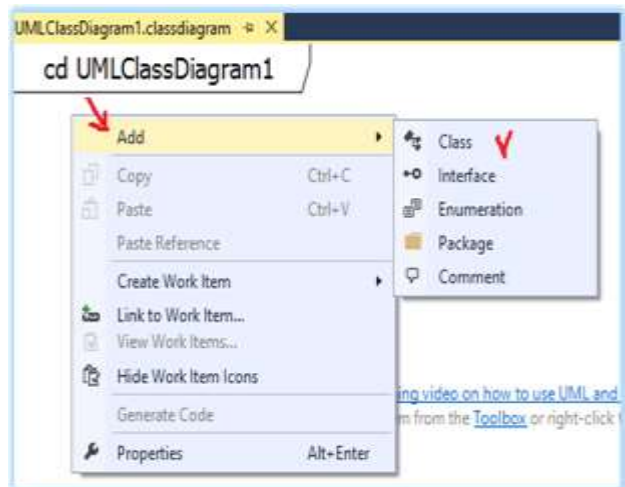 UMLClassDiagram1.classdiagram
cd UMLClassDiagram1
Add
Copy Ctrl+C
Paste Ctrl+V
Paste Reference
Create Work Item
Link to Work Item...
View Work Items...
Hide Work Item Icons
Generate Code
Properties Alt+Enter
Class
Interface
Enumeration
Package
Comment
ing video on how to use UML and
m from the Toolbox or right-click